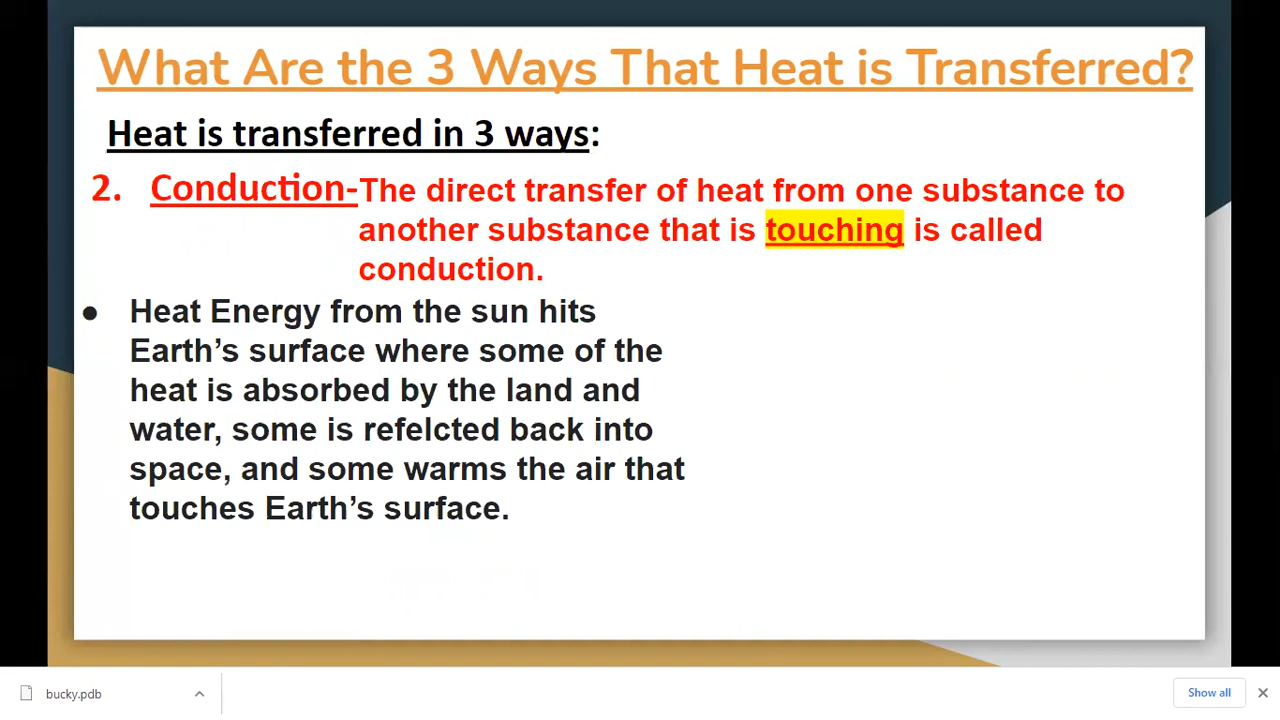 What Are the 3 Ways That Heat is Transferred?
Heat is transferred in 3 ways:
2. Conduction-The direct transfer of heat from one substance to
another substance that is touching is called
conduction.
● Heat Energy from the sun hits
Earth’s surface where some of the
heat is absorbed by the land and
water, some is refelcted back into
space, and some warms the air that
touches Earth’s surface.
bucky.pdb
Show all